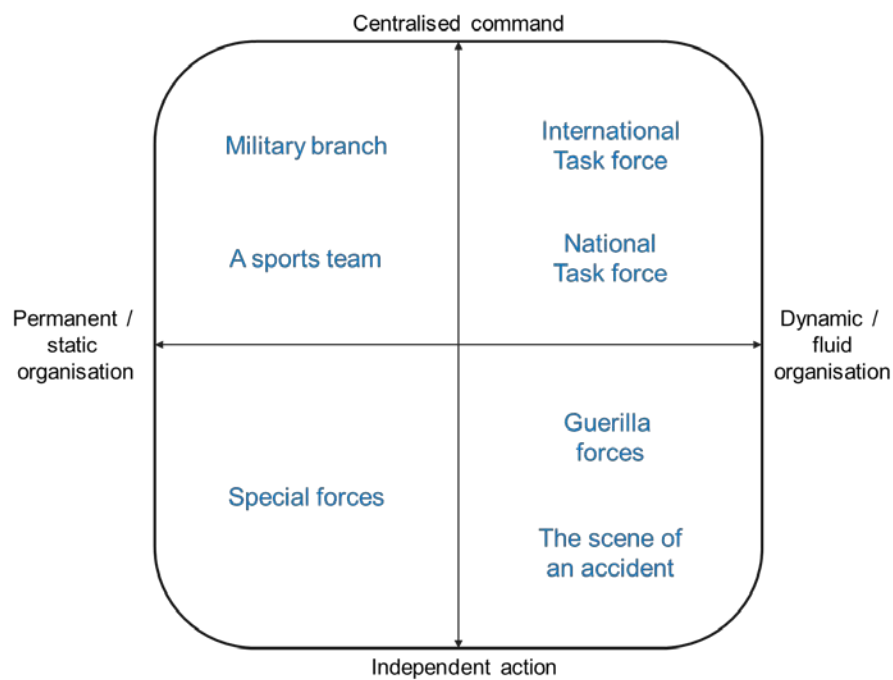 Centralised command
Military branch
International
Task force
A sports team
National
Task force
Permanent /
static
organisation
Dynamic /
fluid
organisation
Guerilla
forces
Special forces
The scene of
an accident
Independent action